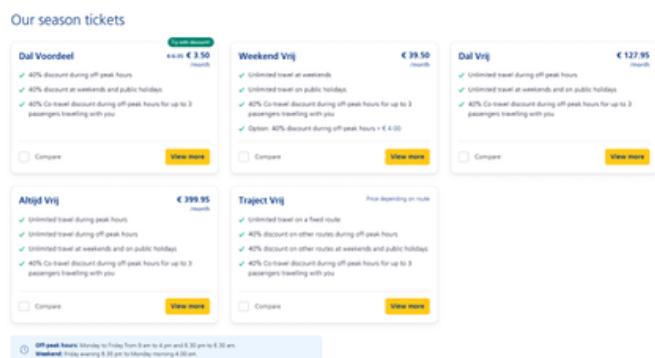 Our season tickets
Try with discount!
Dal Voordeel
€ 3.50
/month
40% discount during off-peak hours
40% discount at weekends and public holidays
40% Co-travel discount during off-peak hours for up to 3
passengers travelling with you
Compare
View more
Weekend Vrij
€ 39.50
/month
Unlimited travel at weekends
Unlimited travel on public holidays
40% Co-travel discount during off-peak hours for up to 3
passengers travelling with you
Option: 40% discount during off-peak hours + € 4.00
Compare
View more
Dal Vrij
€ 127.95
/month
Unlimited travel during off-peak hours
Unlimited travel at weekends and on public holidays
40% Co-travel discount during off-peak hours for up to 3
passengers travelling with you
Compare
View more
Altijd Vrij
€ 399.95
/month
Unlimited travel during peak hours
Unlimited travel during off-peak hours
Unlimited travel at weekends and on public holidays
40% Co-travel discount during off-peak hours for up to 3
passengers travelling with you
Compare
View more
Traject Vrij
Price depending on route
Unlimited travel on a fixed route
40% discount on other routes during off-peak hours
40% discount on other routes at weekends and public holidays
40% Co-travel discount during off-peak hours for up to 3
passengers travelling with you
Compare
View more
Off-peak hours: Monday to Friday from 9 am to 4 pm and 6.30 pm to 6.30 am.
Weekend: Friday evening 6.30 pm to Monday morning 4.00 am.